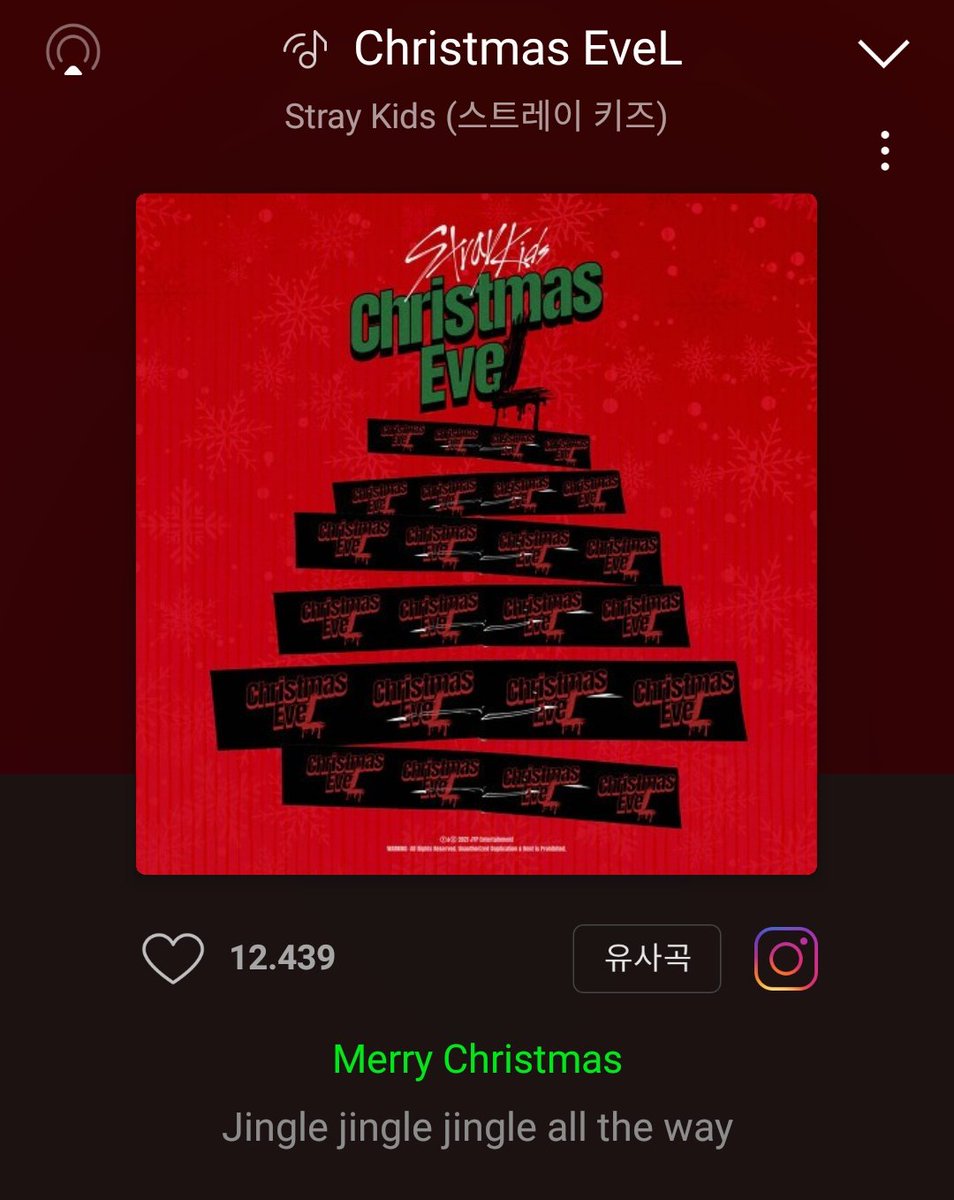 Christmas EveL
Stray Kids (스트레이 키즈)
Stray Kids
Christmas
EveL
Christmas EveL Christmas EveL Christmas EveL Christmas EveL
Christmas EveL Christmas EveL Christmas EveL Christmas EveL
Christmas EveL Christmas EveL Christmas EveL Christmas EveL
Christmas EveL Christmas EveL Christmas EveL Christmas EveL
Christmas EveL Christmas EveL Christmas EveL Christmas EveL
Christmas EveL Christmas EveL Christmas EveL Christmas EveL
2021 JYP Entertainment
WARNING: All Rights Reserved. Unauthorized Duplication & Rent is Prohibited.
12.439
유사곡
Merry Christmas
Jingle jingle jingle all the way